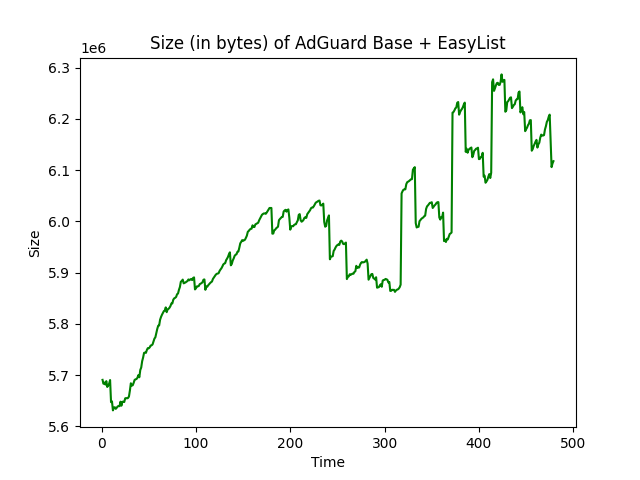 Size (in bytes) of AdGuard Base + EasyList
1e6
6.3
6.2
6.1
6.0
5.9
5.8
5.7
5.6
Size
0 100 200 300 400 500
Time